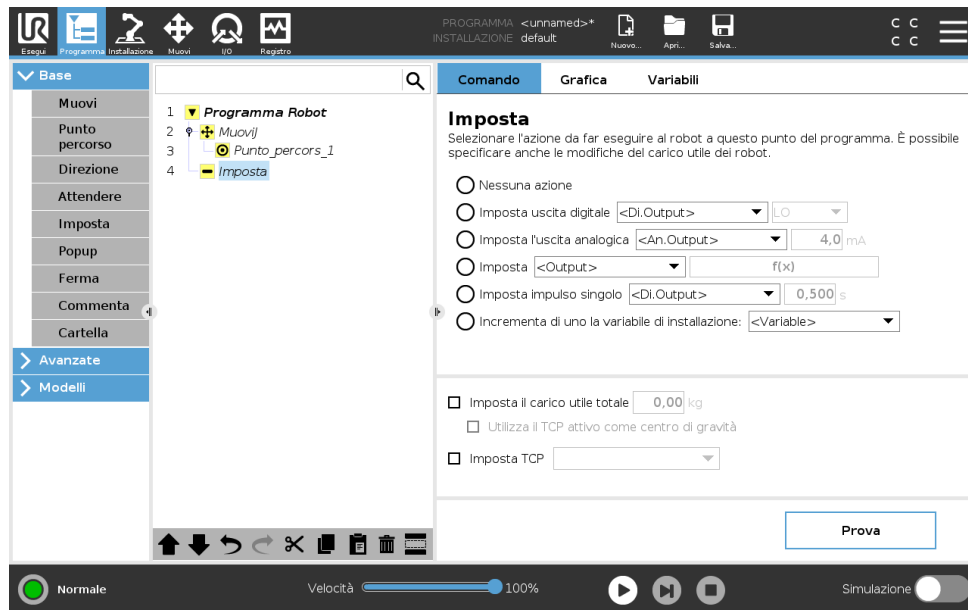 PROGRAMMA <unnamed>*
INSTALLAZIONE default
Esegui Programma Installazione Muovi I/O Registro Nuovo... Apri... Salva...
C C
C C
Base
Muovi
Punto
percorso
Direzione
Attendere
Imposta
Popup
Ferma
Commenta
Cartella
Avanzate
Modelli
1 Programma Robot
2 MuoviJ
3 Punto_percors_1
4 Imposta
Comando Grafica Variabili
Imposta
Selezionare l'azione da far eseguire al robot a questo punto del programma. È possibile
specificare anche le modifiche del carico utile dei robot.
Nessuna azione
Imposta uscita digitale <Di.Output> LO
Imposta l'uscita analogica <An.Output> 4,0 mA
Imposta <Output> f(x)
Imposta impulso singolo <Di.Output> 0,500 s
Incrementa di uno la variabile di installazione: <Variable>
Imposta il carico utile totale 0,00 kg
Utilizza il TCP attivo come centro di gravità
Imposta TCP
Prova
Normale Velocità 100% Simulazione